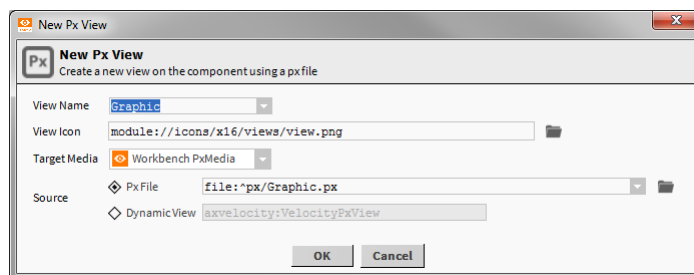 New Px View
Px
New Px View
Create a new view on the component using a px file
View Name Graphic
View Icon module://icons/x16/views/view.png
Target Media Workbench PxMedia
Source
Px File file:^px/Graphic.px
Dynamic View axvelocity:VelocityPxView
OK Cancel